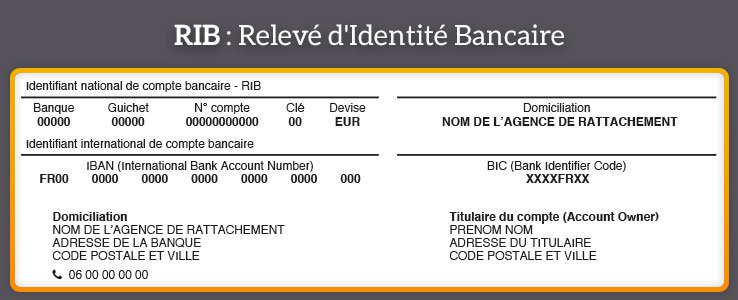 RIB : Relevé d'Identité Bancaire
Identifiant national de compte bancaire - RIB
Banque Guichet N° compte Clé Devise
00000 00000 00000000000 00 EUR
Domiciliation
NOM DE L'AGENCE DE RATTACHEMENT
Identifiant international de compte bancaire
IBAN (International Bank Account Number)
FR00 0000 0000 0000 0000 0000 000
BIC (Bank Identifier Code)
XXXXFRXX
Domiciliation
NOM DE L'AGENCE DE RATTACHEMENT
ADRESSE DE LA BANQUE
CODE POSTALE ET VILLE
06 00 00 00 00
Titulaire du compte (Account Owner)
PRENOM NOM
ADRESSE DU TITULAIRE
CODE POSTALE ET VILLE